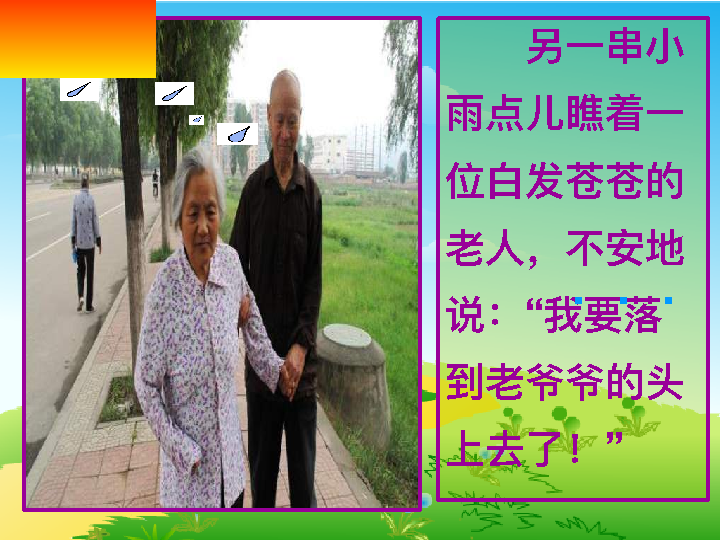 另一串小
雨点儿瞧着一
位白发苍苍的
老人，不安地
说：“我要落
到老爷爷的头
上去了！”